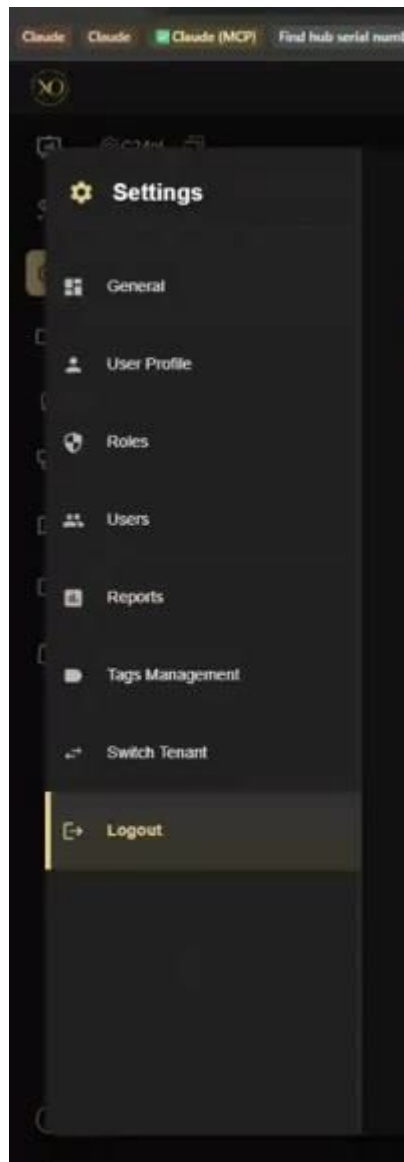 Claude Claude Claude (MCP) Find hub serial numb
XO
Settings
General
User Profile
Roles
Users
Reports
Tags Management
Switch Tenant
Logout